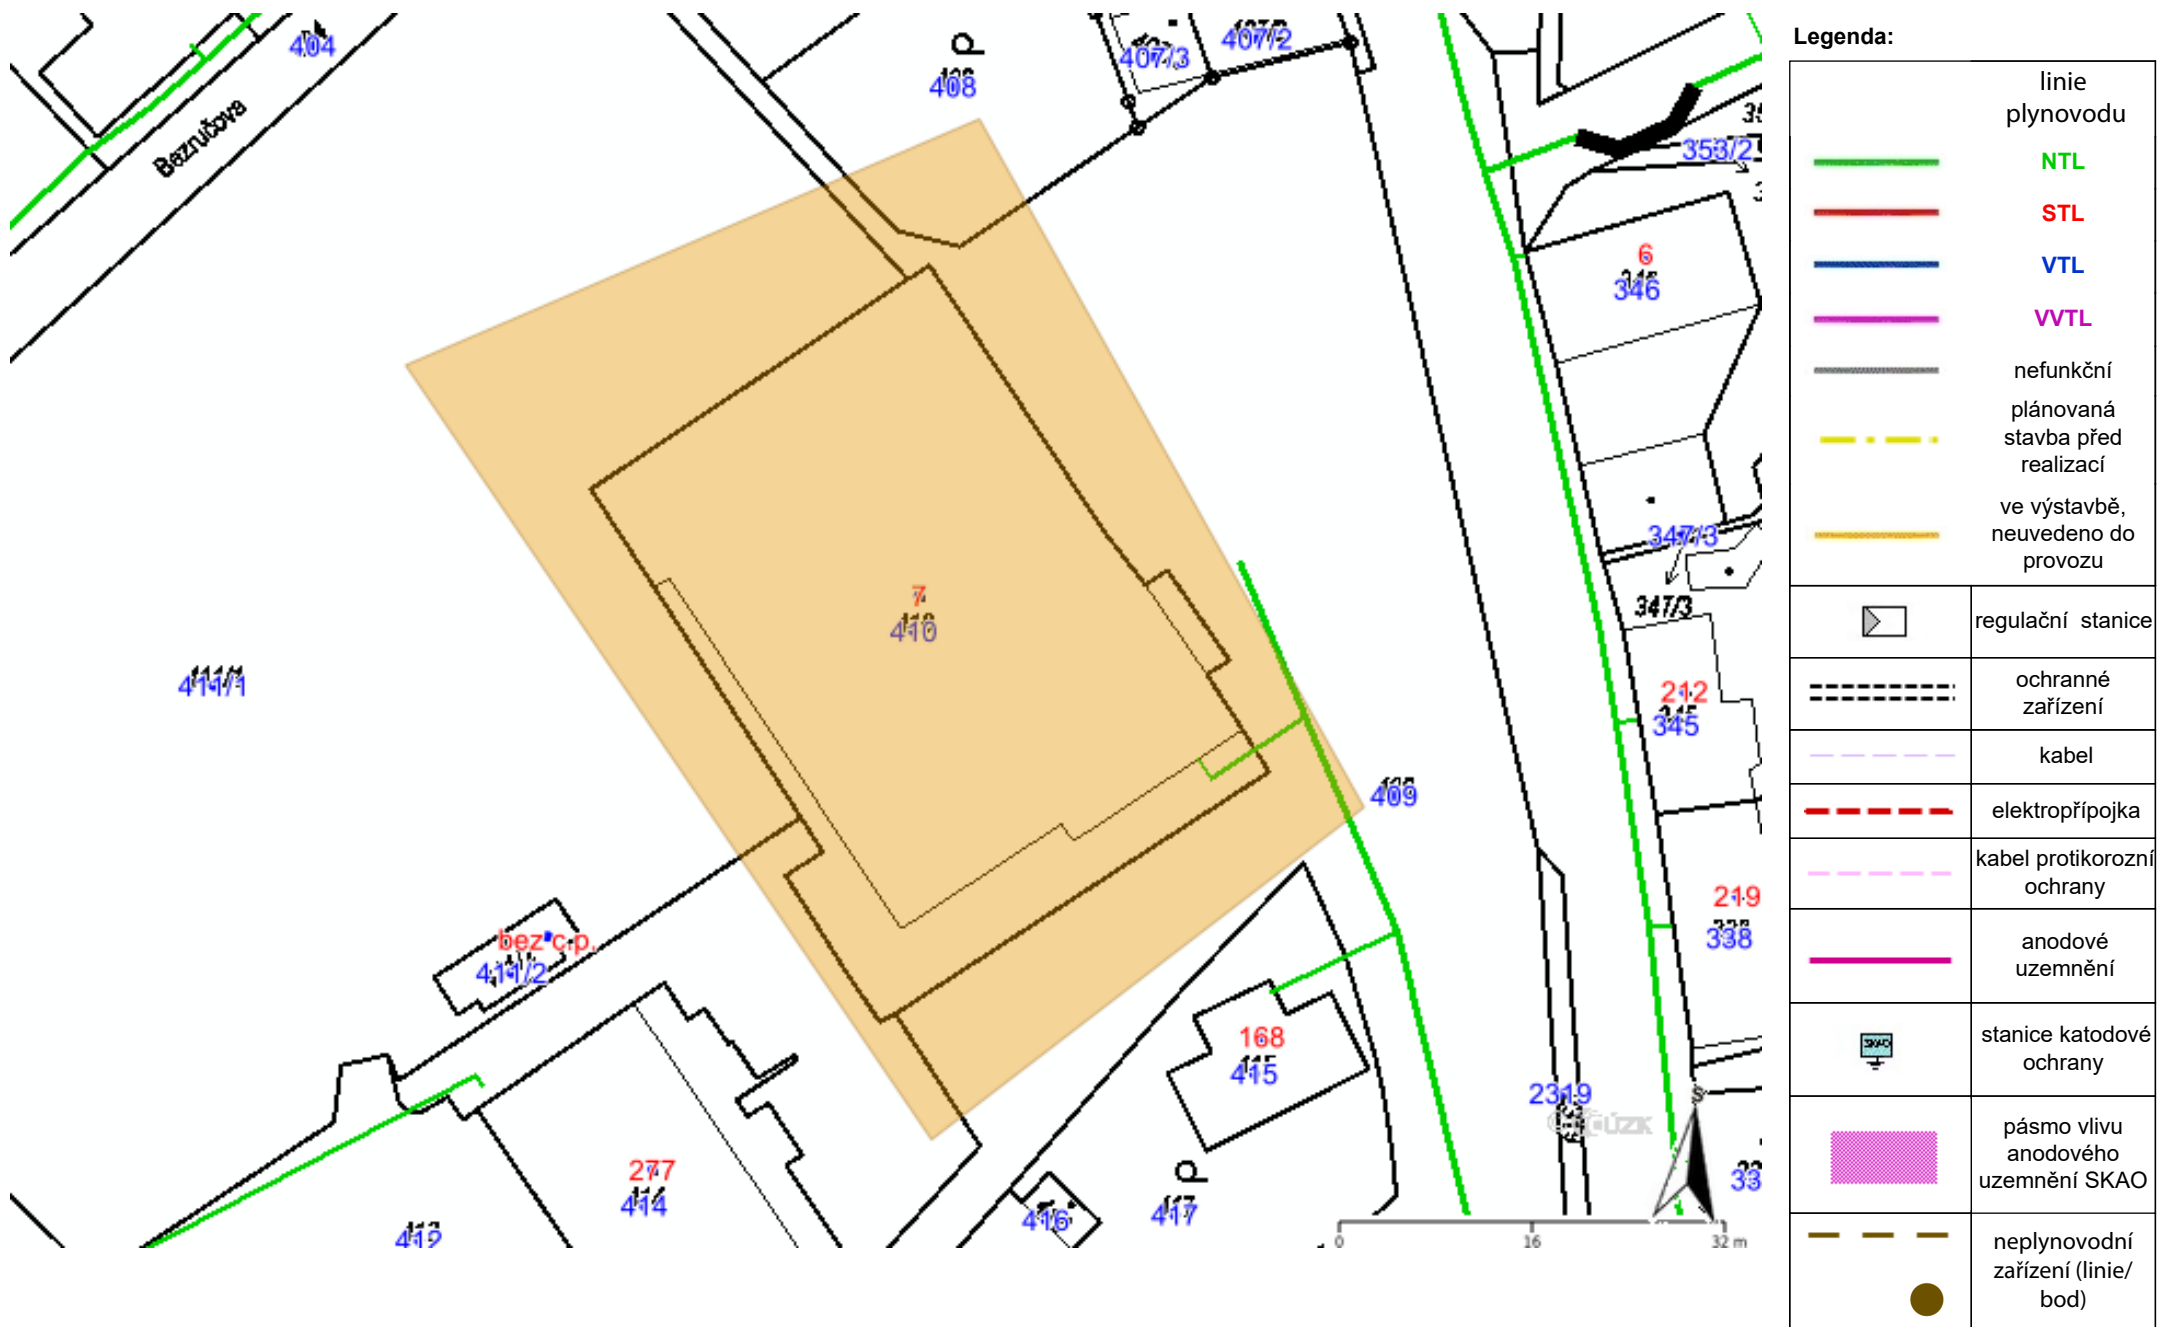 404
Bezručova
408
407/3
407/2
353/2
6
346
347/3
347/3
7
410
411/1
212
345
409
219
338
bez č.p.
411/2
168
415
2319
277
414
416
417
412
33
S
0
16
32 m
Legenda:
linie
plynovodu
NTL
STL
VTL
VVTL
nefunkční
plánovaná
stavba před
realizací
ve výstavbě,
neuvedeno do
provozu
regulační stanice
ochranné
zařízení
kabel
elektropřípojka
kabel protikorozní
ochrany
anodové
uzemnění
SKAO
stanice katodové
ochrany
pásmo vlivu
anodového
uzemnění SKAO
neplynovodní
zařízení (linie/
bod)